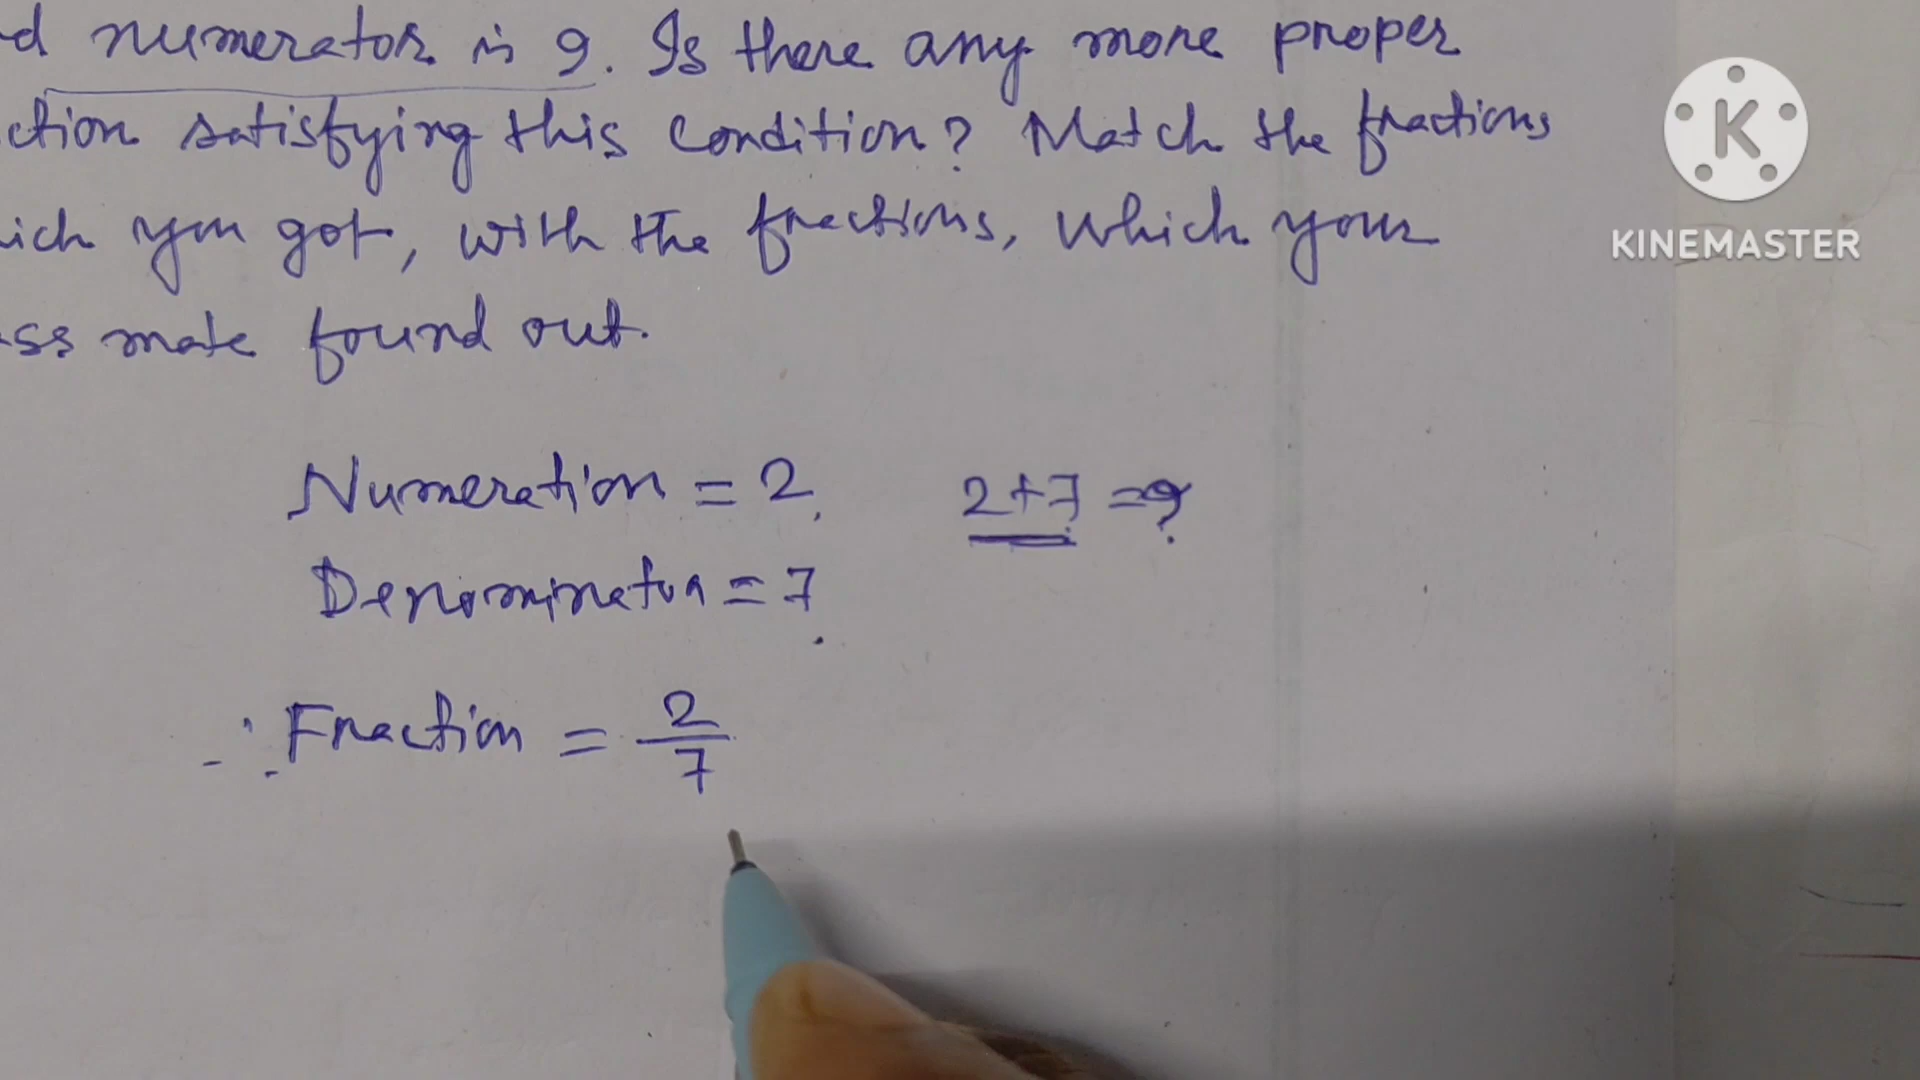 d numerator is 9. Is there any more proper
ction satisfying this condition? Match the fractions
ich you got, with the fractions, which your
ss mate found out.
Numeration = 2. 2+7 = 9
Denominator = 7.
∴ Fraction = 2/7
K
KINEMASTER